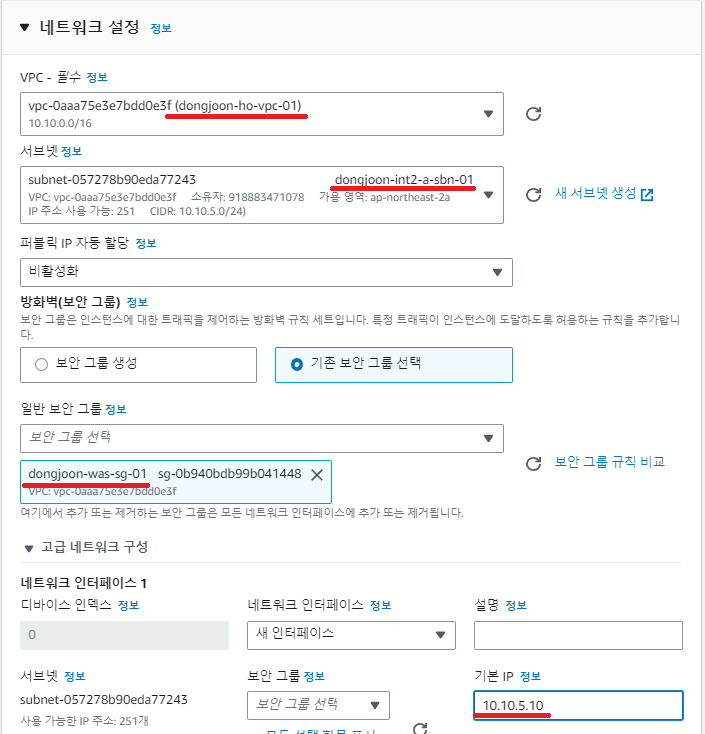 네트워크 설정 정보
VPC - 필수 정보
vpc-0aaa75e3e7bdd0e3f (dongjoon-ho-vpc-01)
10.10.0.0/16
서브넷 정보
subnet-057278b90eda77243 dongjoon-int2-a-sbn-01
VPC: vpc-0aaa75e3e7bdd0e3f 소유자: 918883471078 가용 영역: ap-northeast-2a
IP 주소 사용 가능: 251 CIDR: 10.10.5.0/24)
새 서브넷 생성
퍼블릭 IP 자동 할당 정보
비활성화
방화벽(보안 그룹) 정보
보안 그룹은 인스턴스에 대한 트래픽을 제어하는 방화벽 규칙 세트입니다. 특정 트래픽이 인스턴스에 도달하도록 허용하는 규칙을 추가합니
다.
보안 그룹 생성 기존 보안 그룹 선택
일반 보안 그룹 정보
보안 그룹 선택
dongjoon-was-sg-01 sg-0b940bdb99b041448
VPC: vpc-0aaa75e3e7bdd0e3f
보안 그룹 규칙 비교
여기에서 추가 또는 제거하는 보안 그룹은 모든 네트워크 인터페이스에 추가 또는 제거됩니다.
고급 네트워크 구성
네트워크 인터페이스 1
디바이스 인덱스 정보 네트워크 인터페이스 정보 설명 정보
0 새 인터페이스
서브넷 정보 보안 그룹 정보 기본 IP 정보
subnet-057278b90eda77243 보안 그룹 선택 10.10.5.10
사용 가능한 IP 주소: 251개